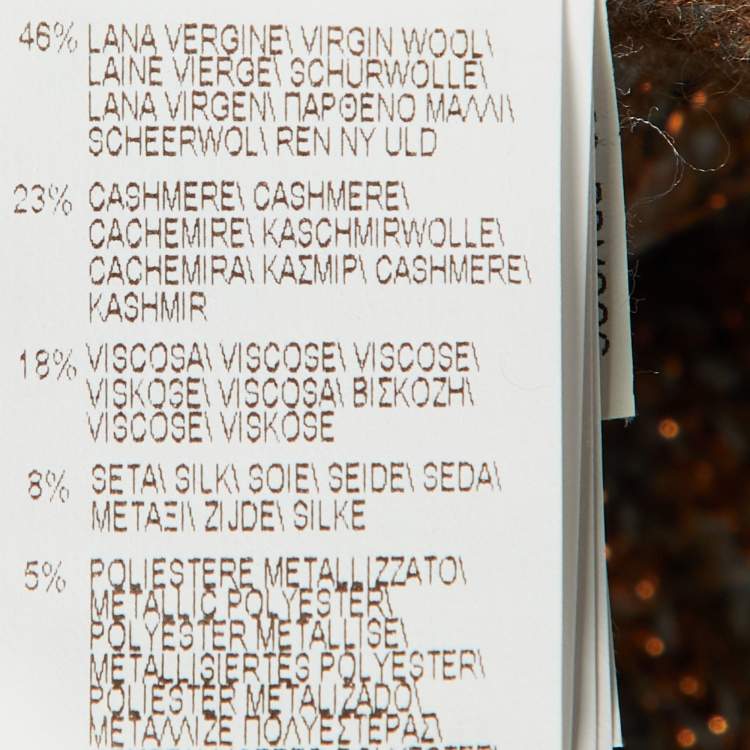 46% LANA VERGINE\ VIRGIN WOOL\
LAINE VIERGE\ SCHURWOLLE\
LANA VIRGEN\ ΠΑΡΘΕΝΟ ΜΑΛΛΙ\
SCHEERWOL\ REN NY ULD
23% CASHMERE\ CASHMERE\
CACHEMIRE\ KASCHMIRWOLLE\
CACHEMIRA\ ΚΑΣΜΙΡ\ CASHMERE\
KASHMIR
18% VISCOSA\ VISCOSE\ VISCOSE\
VISKOSE\ VISCOSA\ ΒΙΣΚΟΖΗ\
VISCOSE\ VISKOSE
8% SETA\ SILK\ SOIE\ SEIDE\ SEDA\
ΜΕΤΑΞΙ\ ZIJDE\ SILKE
5% POLIESTERE METALLIZZATO\
METALLIC POLYESTER\
POLYESTER METALLISE\
METALLISIERTES POLYESTER\
POLIESTER METALIZADO\
ΜΕΤΑΛΛΙΖΕ ΠΟΛΥΕΣΤΕΡΑΣ\